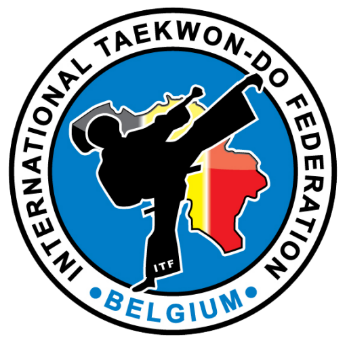 INTERNATIONAL TAEKWON-DO FEDERATION
ITF
•BELGIUM•